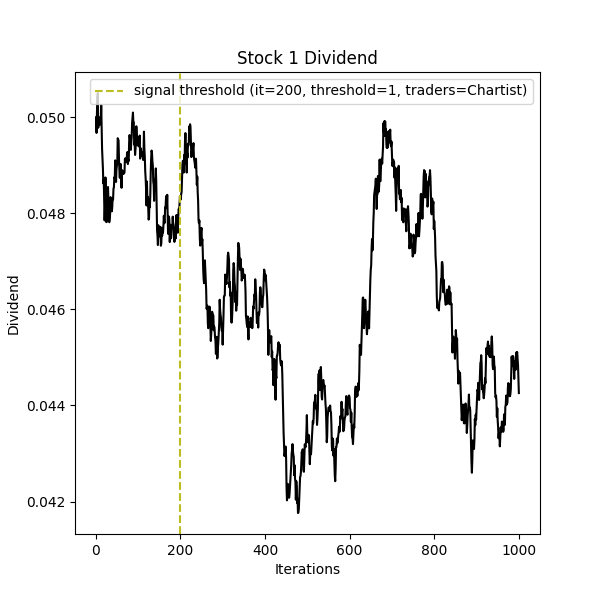 Stock 1 Dividend
signal threshold (it=200, threshold=1, traders=Chartist)
0.050
0.048
0.046
0.044
0.042
Dividend
0 200 400 600 800 1000
Iterations